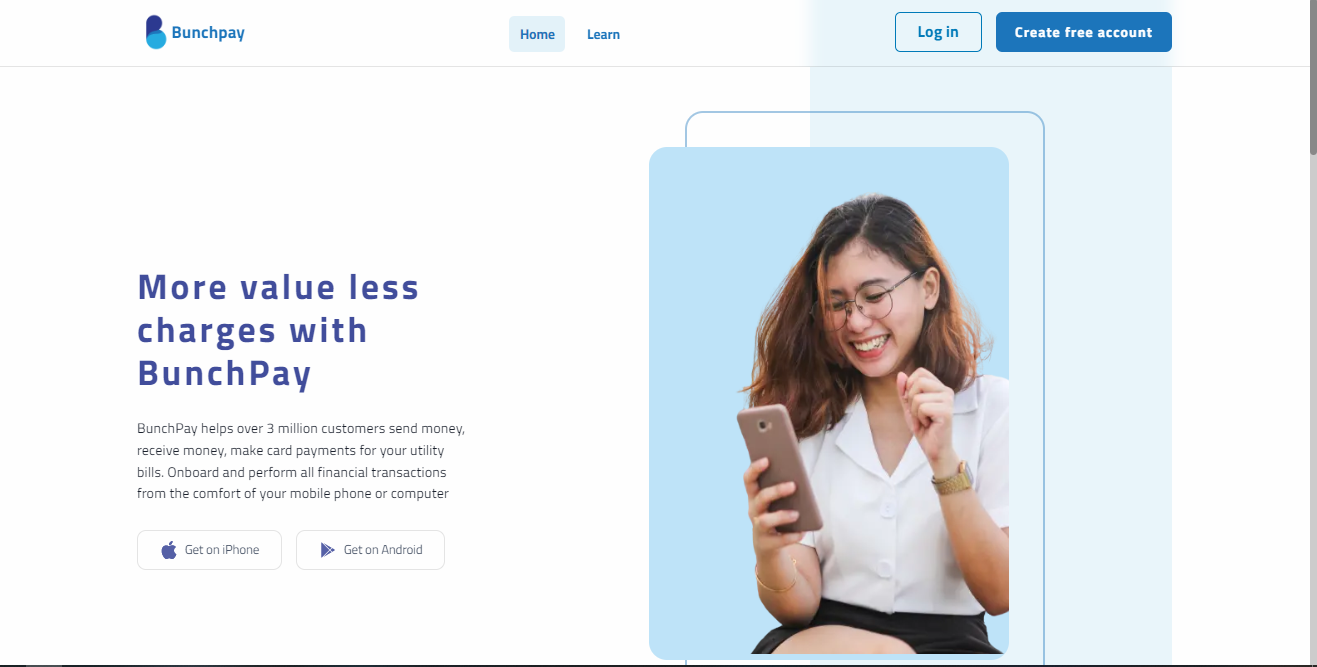 Bunchpay
Home
Learn
Log in
Create free account
More value less
charges with
BunchPay
BunchPay helps over 3 million customers send money,
receive money, make card payments for your utility
bills. Onboard and perform all financial transactions
from the comfort of your mobile phone or computer
Get on iPhone
Get on Android